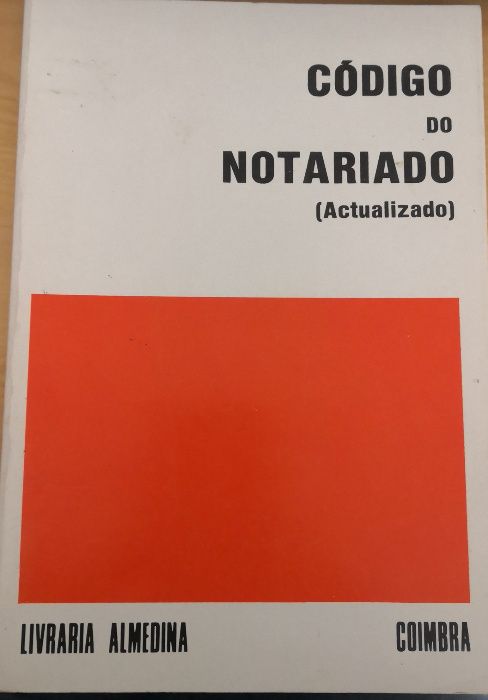 CÓDIGO
DO
NOTARIADO
(Actualizado)
LIVRARIA ALMEDINA COIMBRA